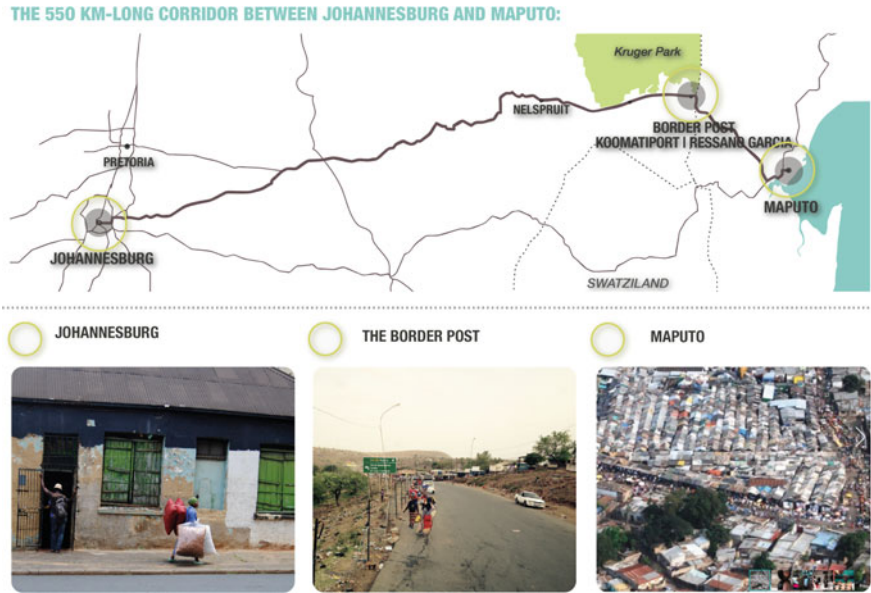 THE 550 KM-LONG CORRIDOR BETWEEN JOHANNESBURG AND MAPUTO:
Kruger Park
NELSPRUIT
BORDER POST
KOOMATIPORT | RESSANO GARCIA
PRETORIA
MAPUTO
JOHANNESBURG
SWATZILAND
JOHANNESBURG
THE BORDER POST
MAPUTO